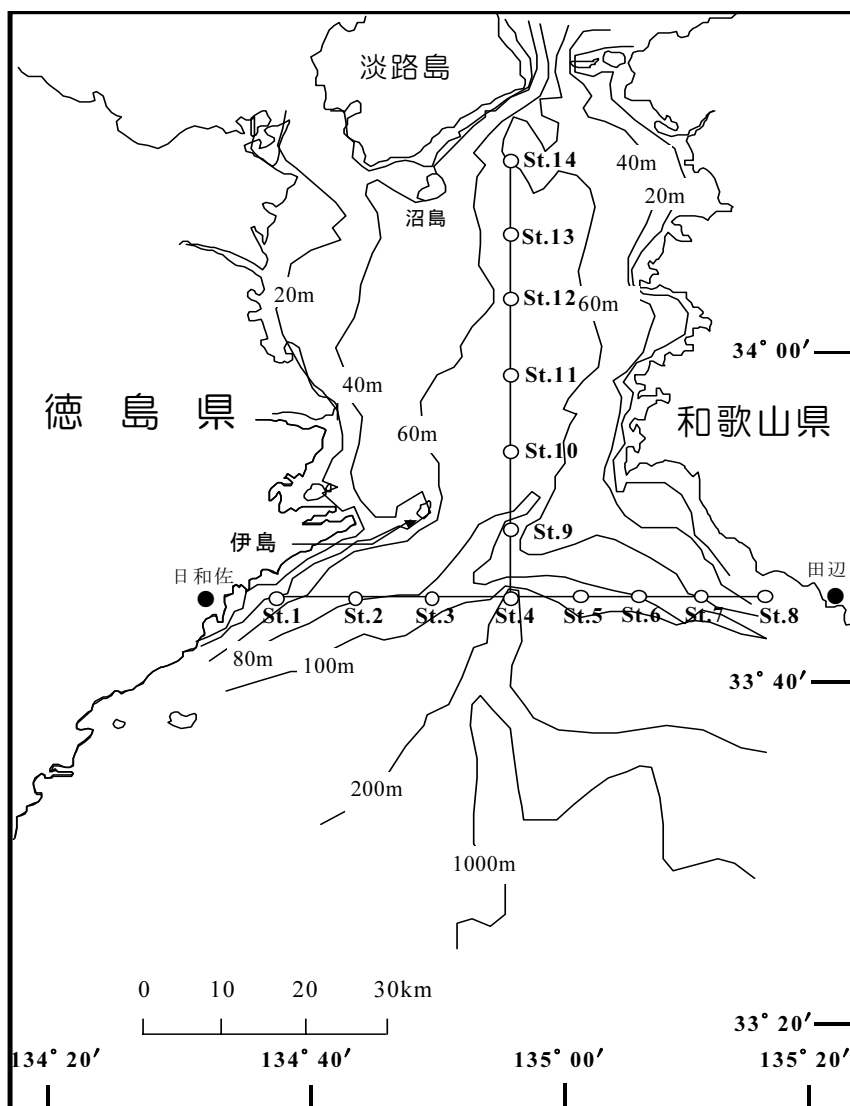 淡路島
St.14
40m
沼島
20m
St.13
20m
St.12
60m
34° 00′
St.11
40m
徳島県
60m
和歌山県
St.10
St.9
伊島
日和佐
田辺
St.1
St.2
St.3
St.4
St.5
St.6
St.7
St.8
80m
100m
33° 40′
200m
1000m
0 10 20 30km
33° 20′
134° 20′ 134° 40′ 135° 00′ 135° 20′